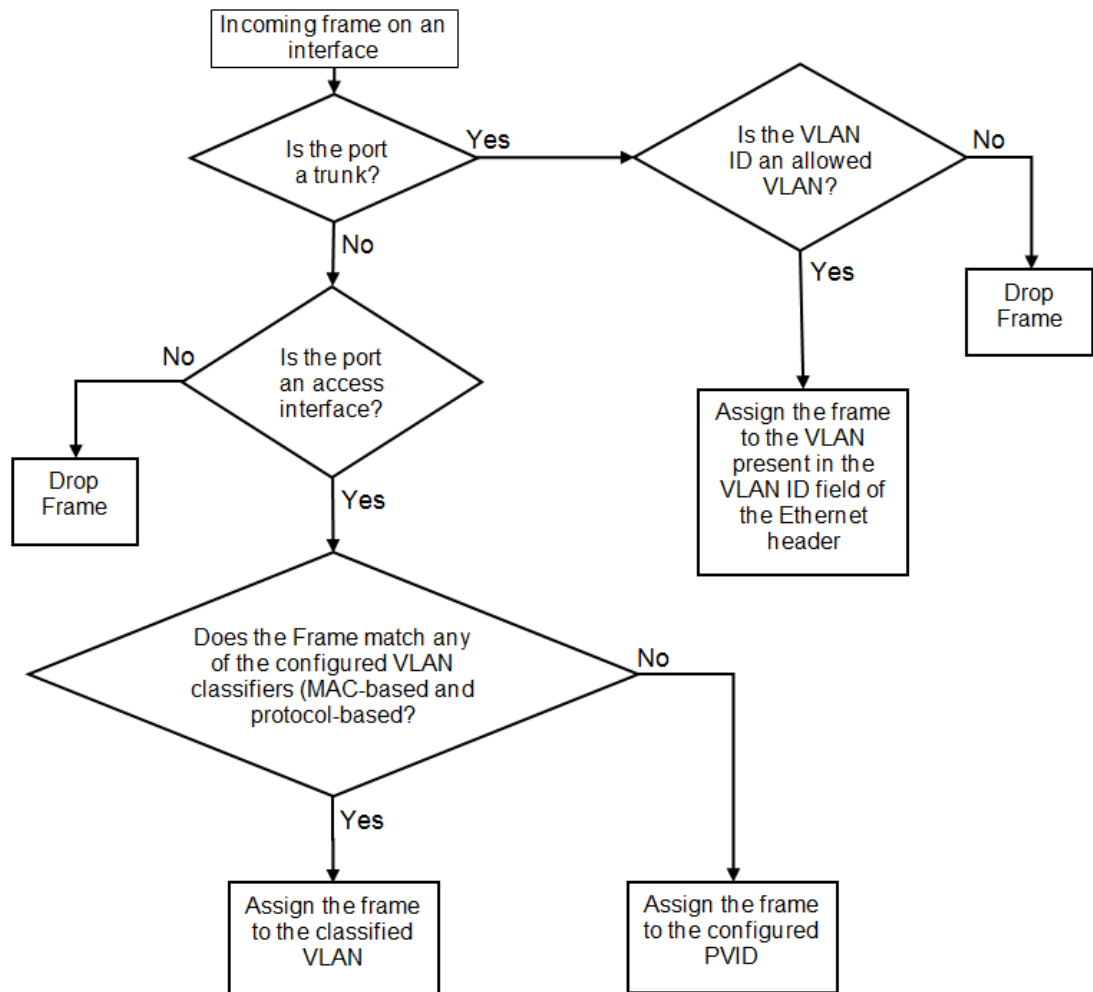 Incoming frame on an
interface
Is the port
a trunk?
Yes
Is the VLAN
ID an allowed
VLAN?
No
Drop
Frame
Yes
Assign the frame
to the VLAN
present in the
VLAN ID field of
the Ethernet
header
No
Is the port
an access
interface?
No
Drop
Frame
Yes
Does the Frame match any
of the configured VLAN
classifiers (MAC-based and
protocol-based?
No
Yes
Assign the frame
to the classified
VLAN
Assign the frame
to the configured
PVID